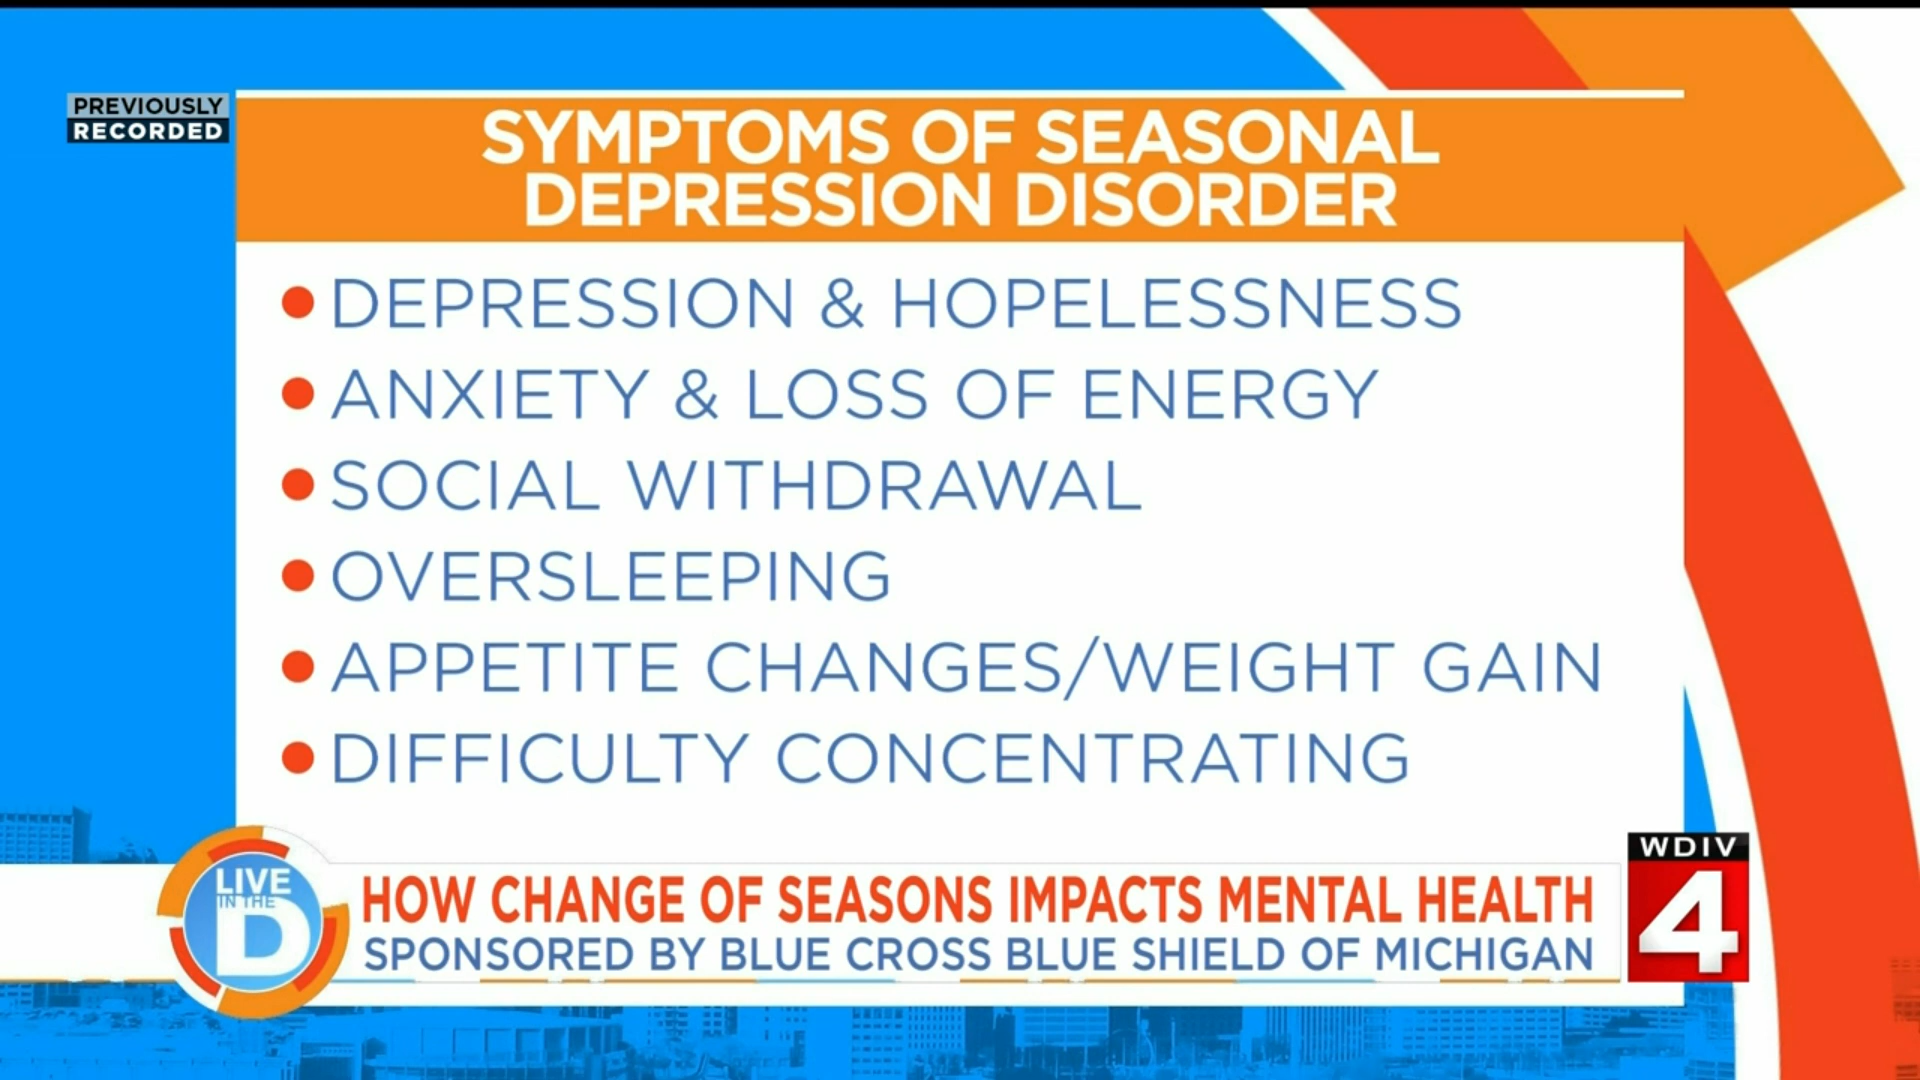 PREVIOUSLY
RECORDED
SYMPTOMS OF SEASONAL
DEPRESSION DISORDER
• DEPRESSION & HOPELESSNESS
• ANXIETY & LOSS OF ENERGY
• SOCIAL WITHDRAWAL
• OVERSLEEPING
• APPETITE CHANGES/WEIGHT GAIN
• DIFFICULTY CONCENTRATING
LIVE
IN THE
D
HOW CHANGE OF SEASONS IMPACTS MENTAL HEALTH
SPONSORED BY BLUE CROSS BLUE SHIELD OF MICHIGAN
WDIV
4